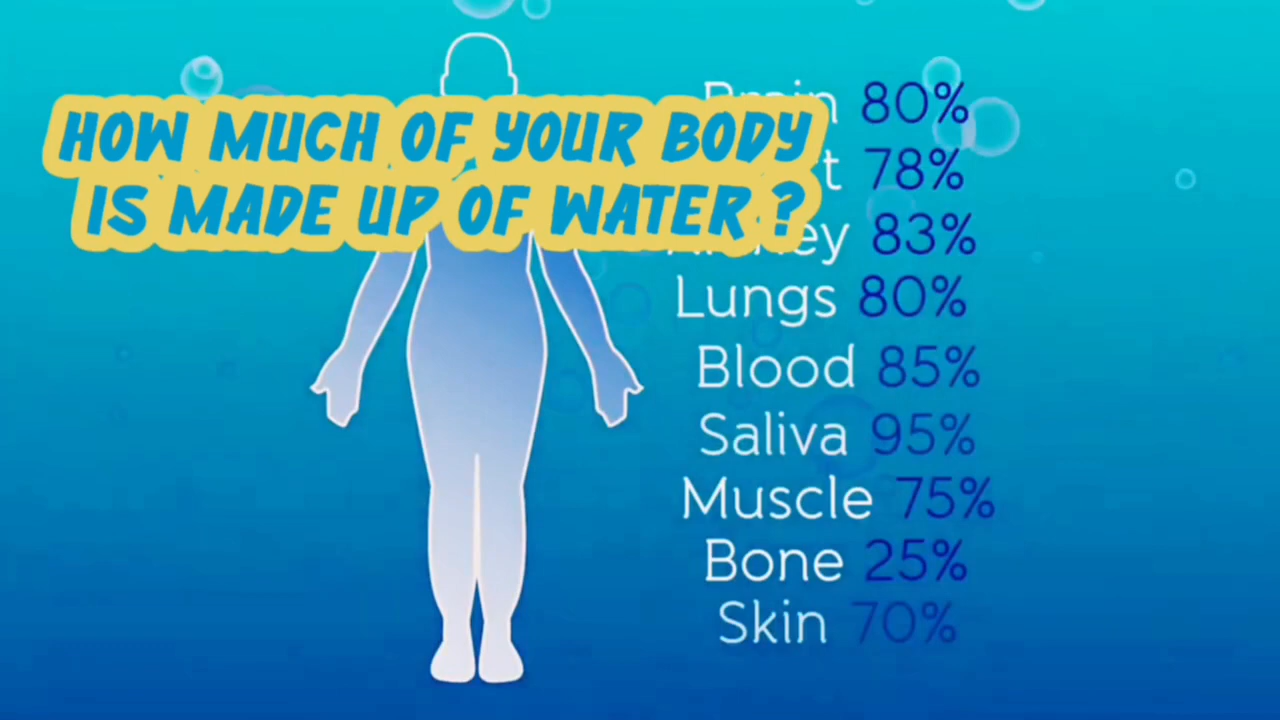 HOW MUCH OF YOUR BODY
IS MADE UP OF WATER ?
Brain 80%
78%
83%
Lungs 80%
Blood 85%
Saliva 95%
Muscle 75%
Bone 25%
Skin 70%